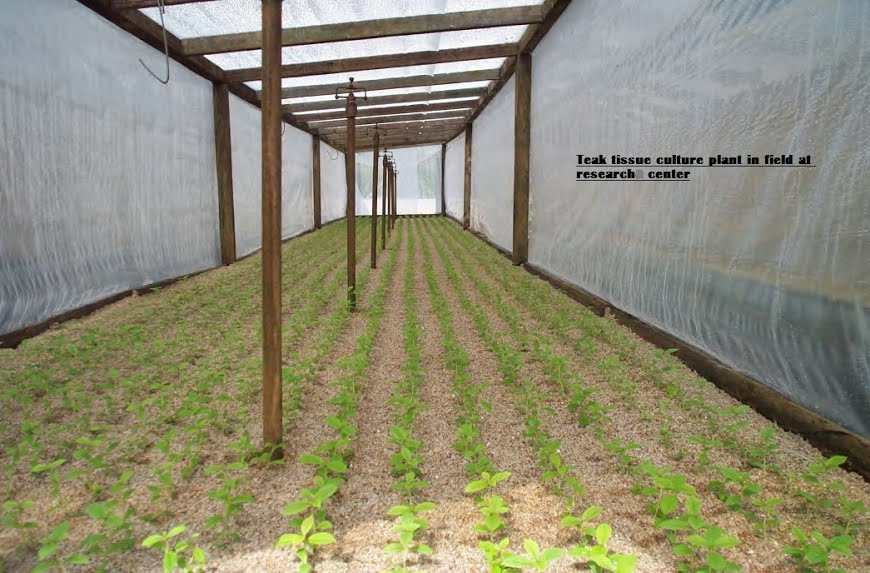 Teak tissue culture plant in field at
research center